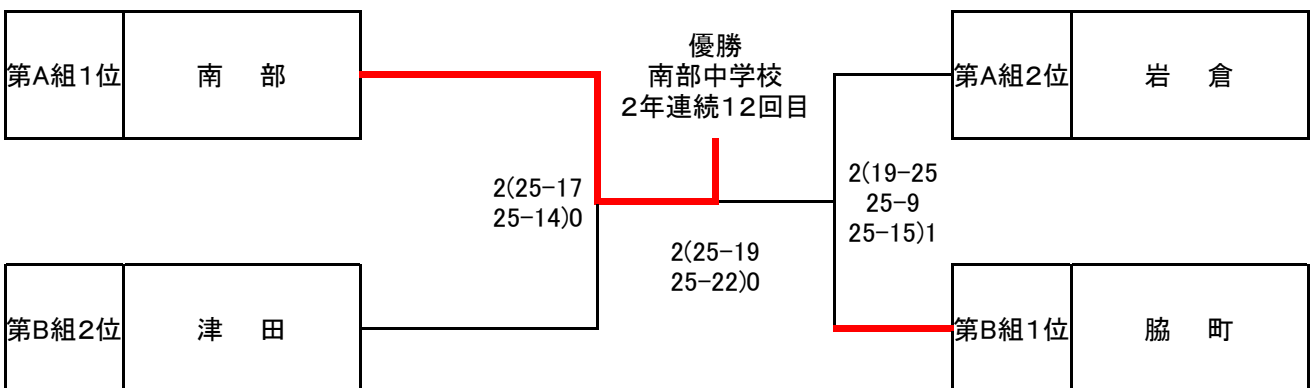 優勝
南部中学校
2年連続12回目
第A組1位 南 部
第A組2位 岩 倉
2(25-17
25-14)0
2(19-25
25-9
25-15)1
2(25-19
25-22)0
第B組2位 津 田
第B組1位 脇 町